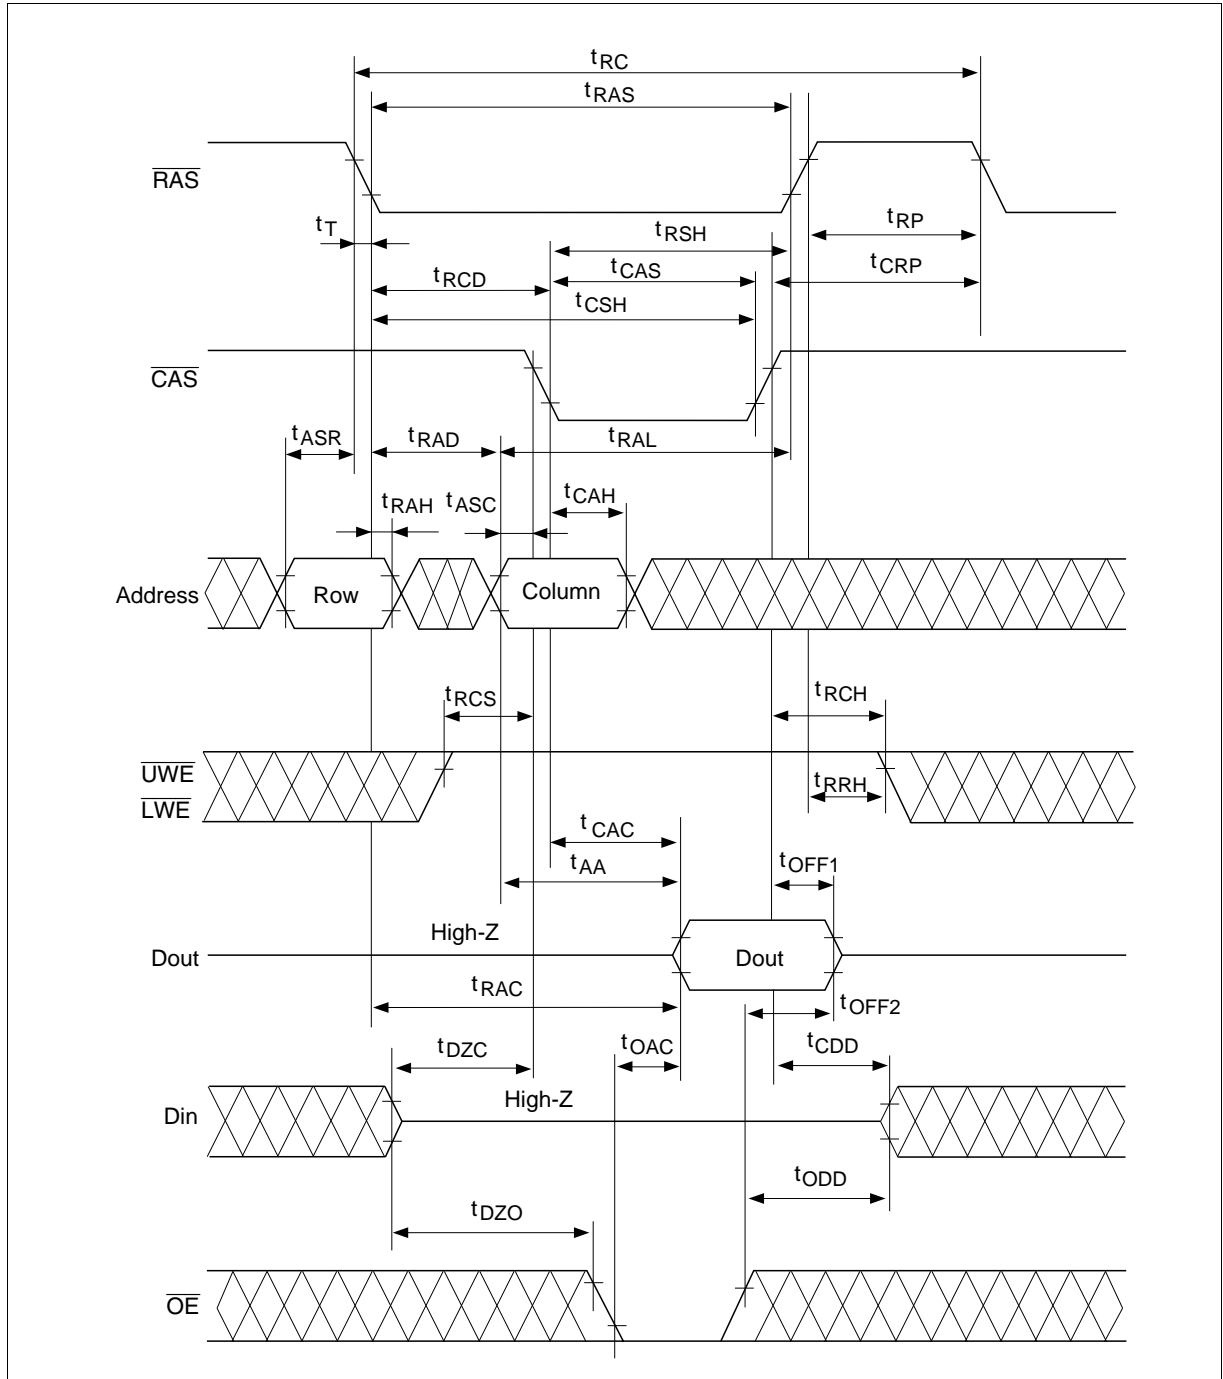 tRC
tRAS
RAS
tT
tRSH
tRP
tRCD
tCAS
tCRP
tCSH
CAS
tASR
tRAD
tRAL
tRAH
tASC
tCAH
Address
Row
Column
tRCS
tRCH
UWE
LWE
tRRH
tCAC
tAA
tOFF1
High-Z
Dout
Dout
tRAC
tOFF2
tDZC
tOAC
tCDD
Din
High-Z
tODD
tDZO
OE